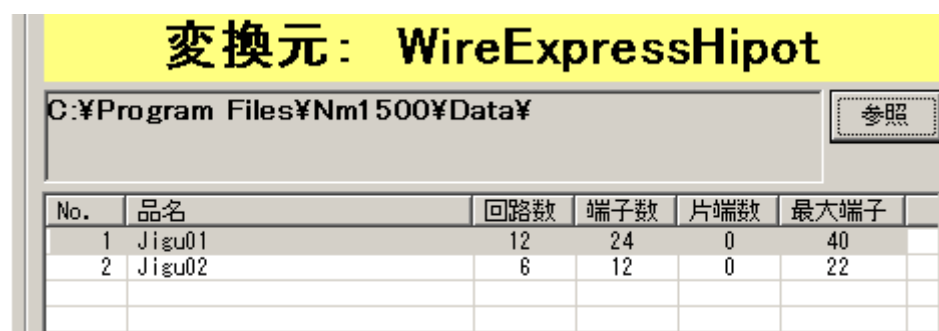 変換元: WireExpressHipot
C:¥Program Files¥Nm1500¥Data¥
参照
No. 品名 回路数 端子数 片端数 最大端子
1 Jigu01 12 24 0 40
2 Jigu02 6 12 0 22